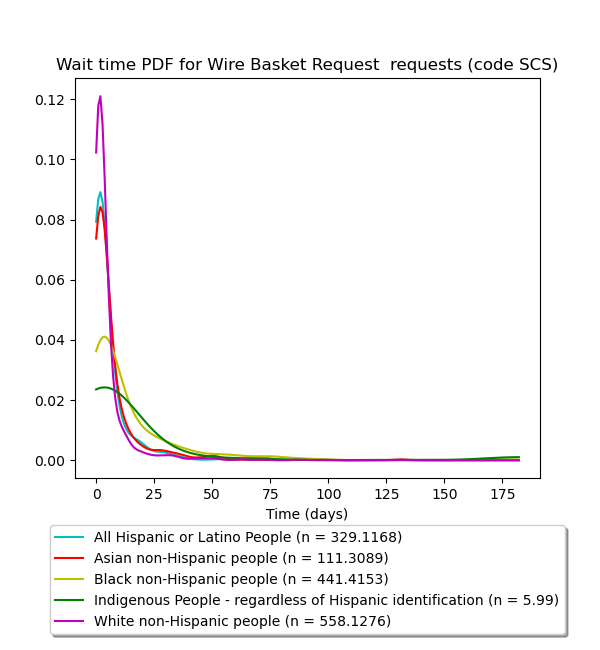 Wait time PDF for Wire Basket Request  requests (code SCS)
0.12
0.10
0.08
0.06
0.04
0.02
0.00
0 25 50 75 100 125 150 175
Time (days)
All Hispanic or Latino People (n = 329.1168)
Asian non-Hispanic people (n = 111.3089)
Black non-Hispanic people (n = 441.4153)
Indigenous People - regardless of Hispanic identification (n = 5.99)
White non-Hispanic people (n = 558.1276)